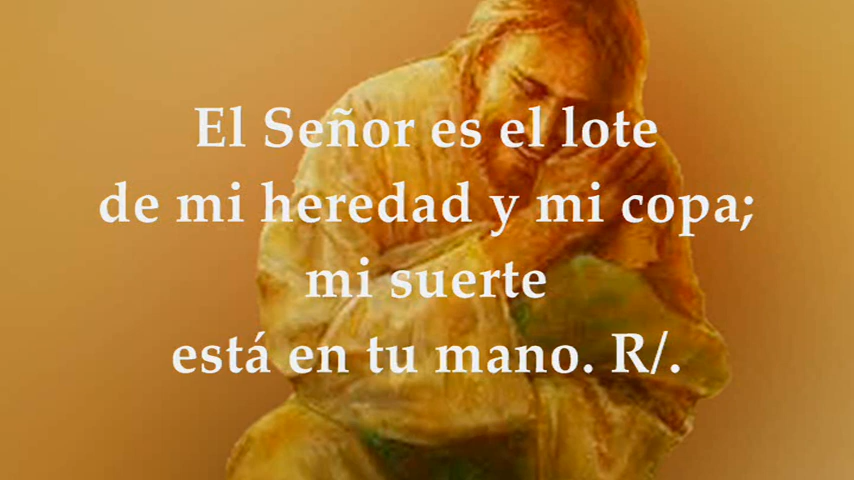 El Señor es el lote
de mi heredad y mi copa;
mi suerte
está en tu mano. R/.